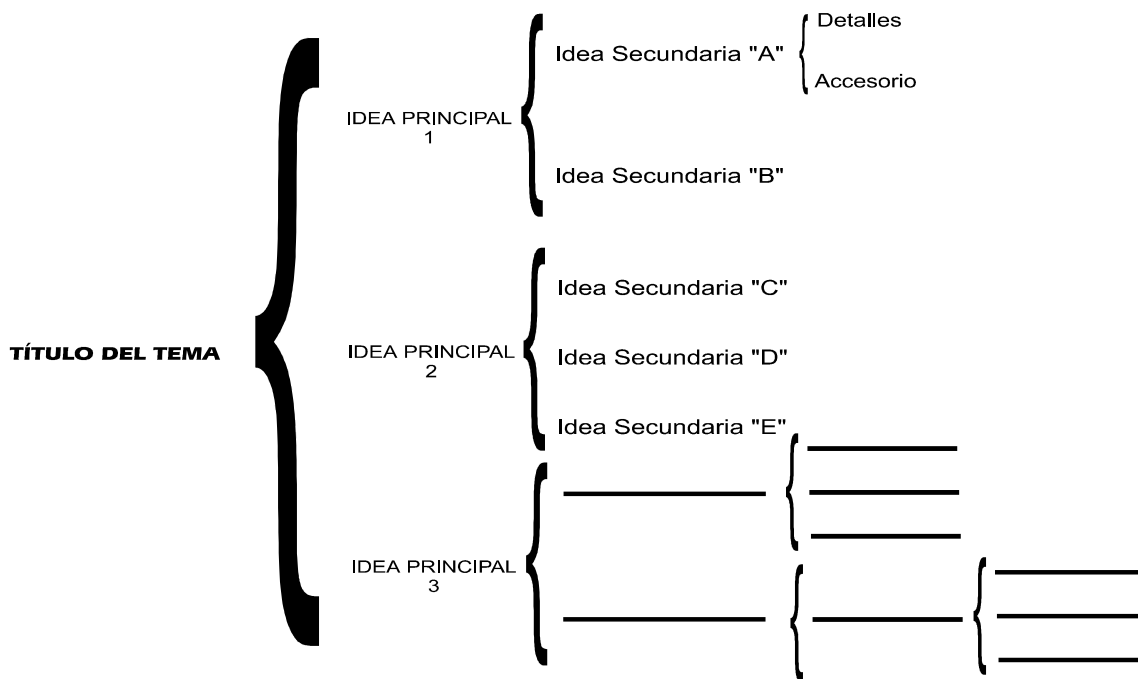 TÍTULO DEL TEMA
IDEA PRINCIPAL
1
Idea Secundaria "A"
Detalles
Accesorio
Idea Secundaria "B"
IDEA PRINCIPAL
2
Idea Secundaria "C"
Idea Secundaria "D"
Idea Secundaria "E"
IDEA PRINCIPAL
3